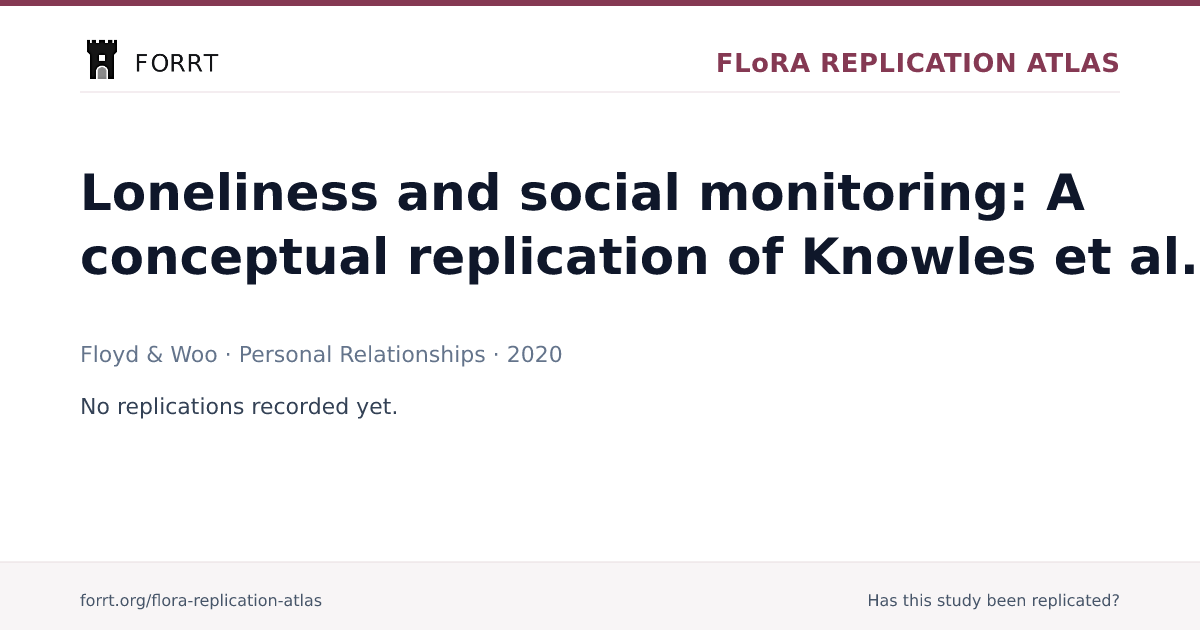 FORRT
FLoRA REPLICATION ATLAS
Loneliness and social monitoring: A
conceptual replication of Knowles et al.
Floyd & Woo · Personal Relationships · 2020
No replications recorded yet.
forrt.org/flora-replication-atlas
Has this study been replicated?